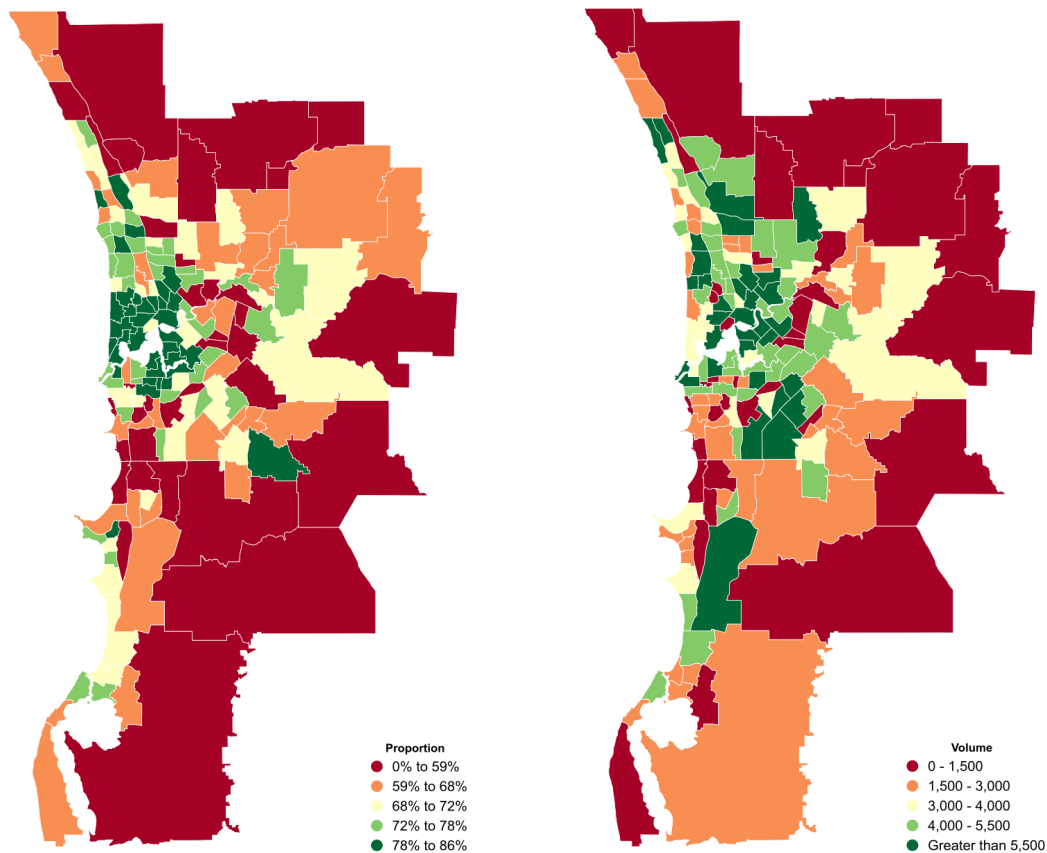 Proportion
0% to 59%
59% to 68%
68% to 72%
72% to 78%
78% to 86%
Volume
0 - 1,500
1,500 - 3,000
3,000 - 4,000
4,000 - 5,500
Greater than 5,500